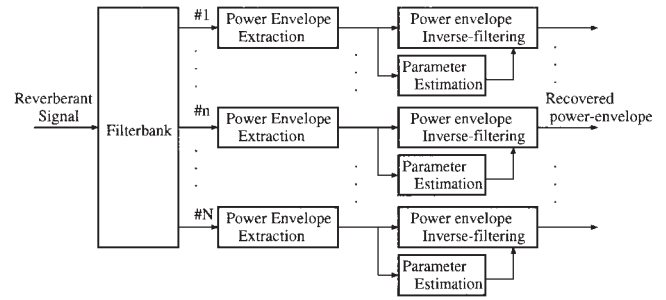 #1
Power Envelope
Extraction
Power envelope
Inverse-filtering
Parameter
Estimation
Reverberant
Signal
Filterbank
#n
Power Envelope
Extraction
Power envelope
Inverse-filtering
Recovered
power-envelope
Parameter
Estimation
#N
Power Envelope
Extraction
Power envelope
Inverse-filtering
Parameter
Estimation